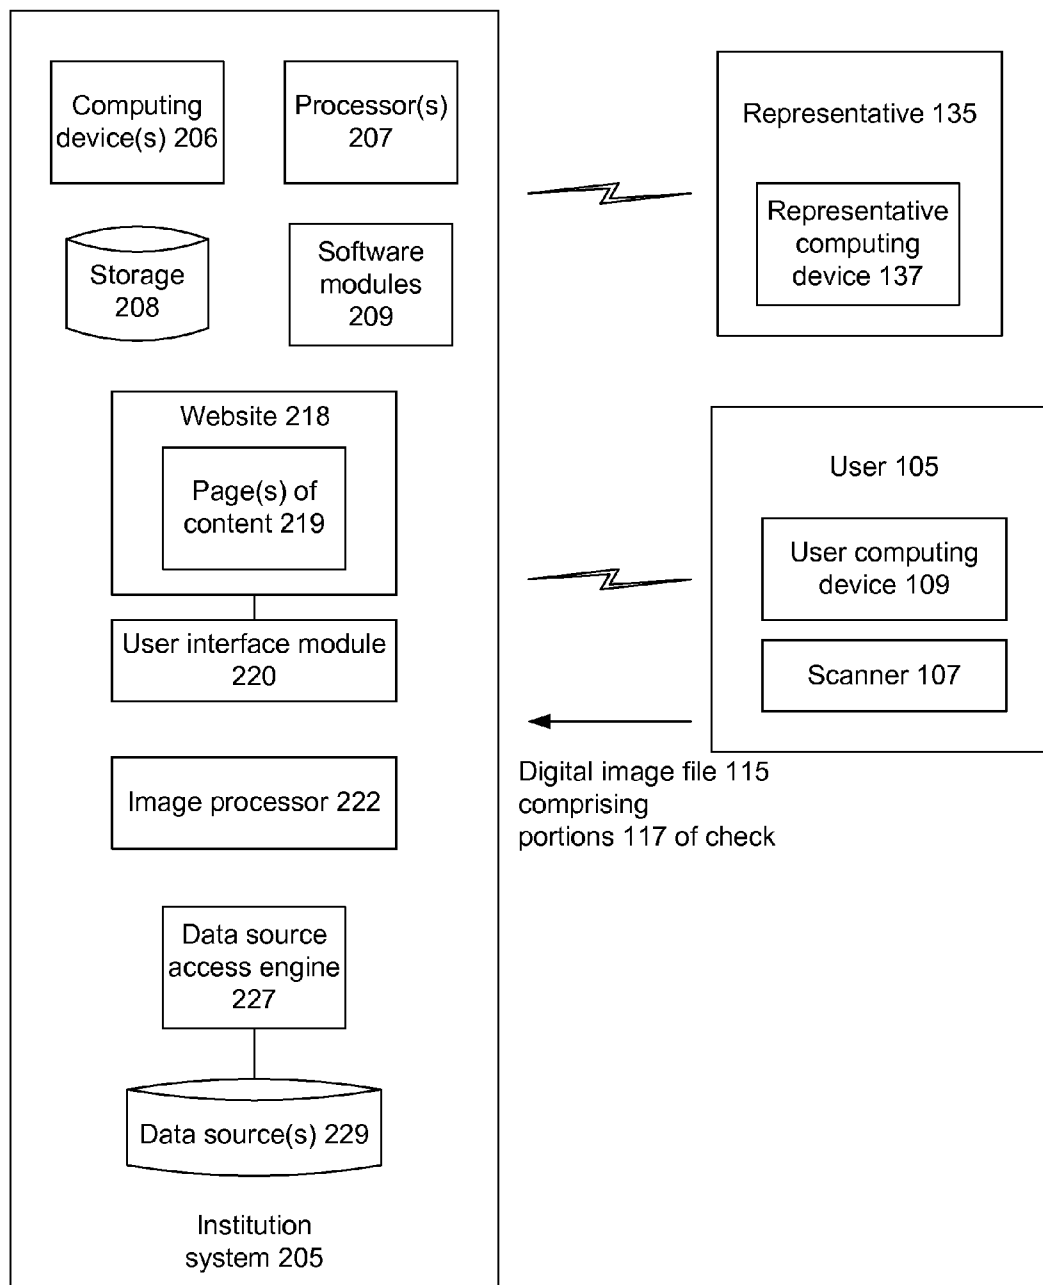 Computing
device(s) 206
Processor(s)
207
Storage
208
Software
modules
209
Website 218
Page(s) of
content 219
User interface module
220
Image processor 222
Data source
access engine
227
Data source(s) 229
Institution
system 205
Representative 135
Representative
computing
device 137
User 105
User computing
device 109
Scanner 107
Digital image file 115
comprising
portions 117 of check